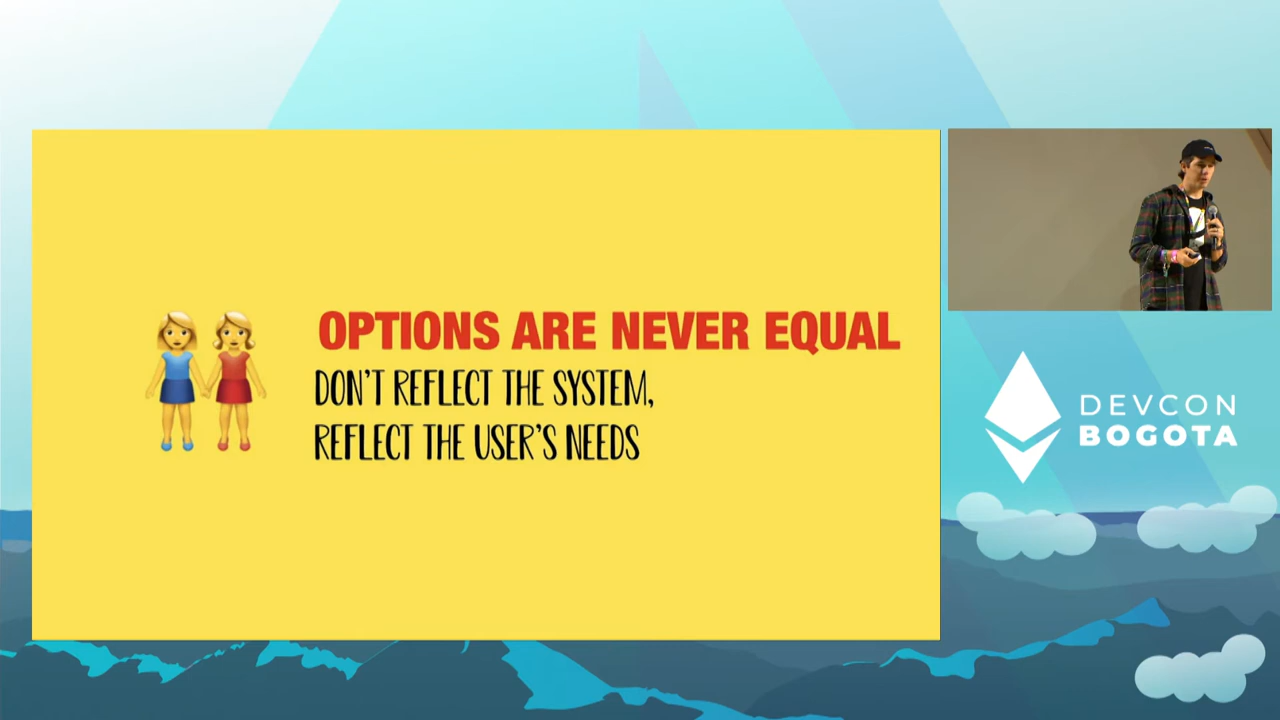 OPTIONS ARE NEVER EQUAL
DON'T REFLECT THE SYSTEM,
REFLECT THE USER'S NEEDS
DEVCON
BOGOTA